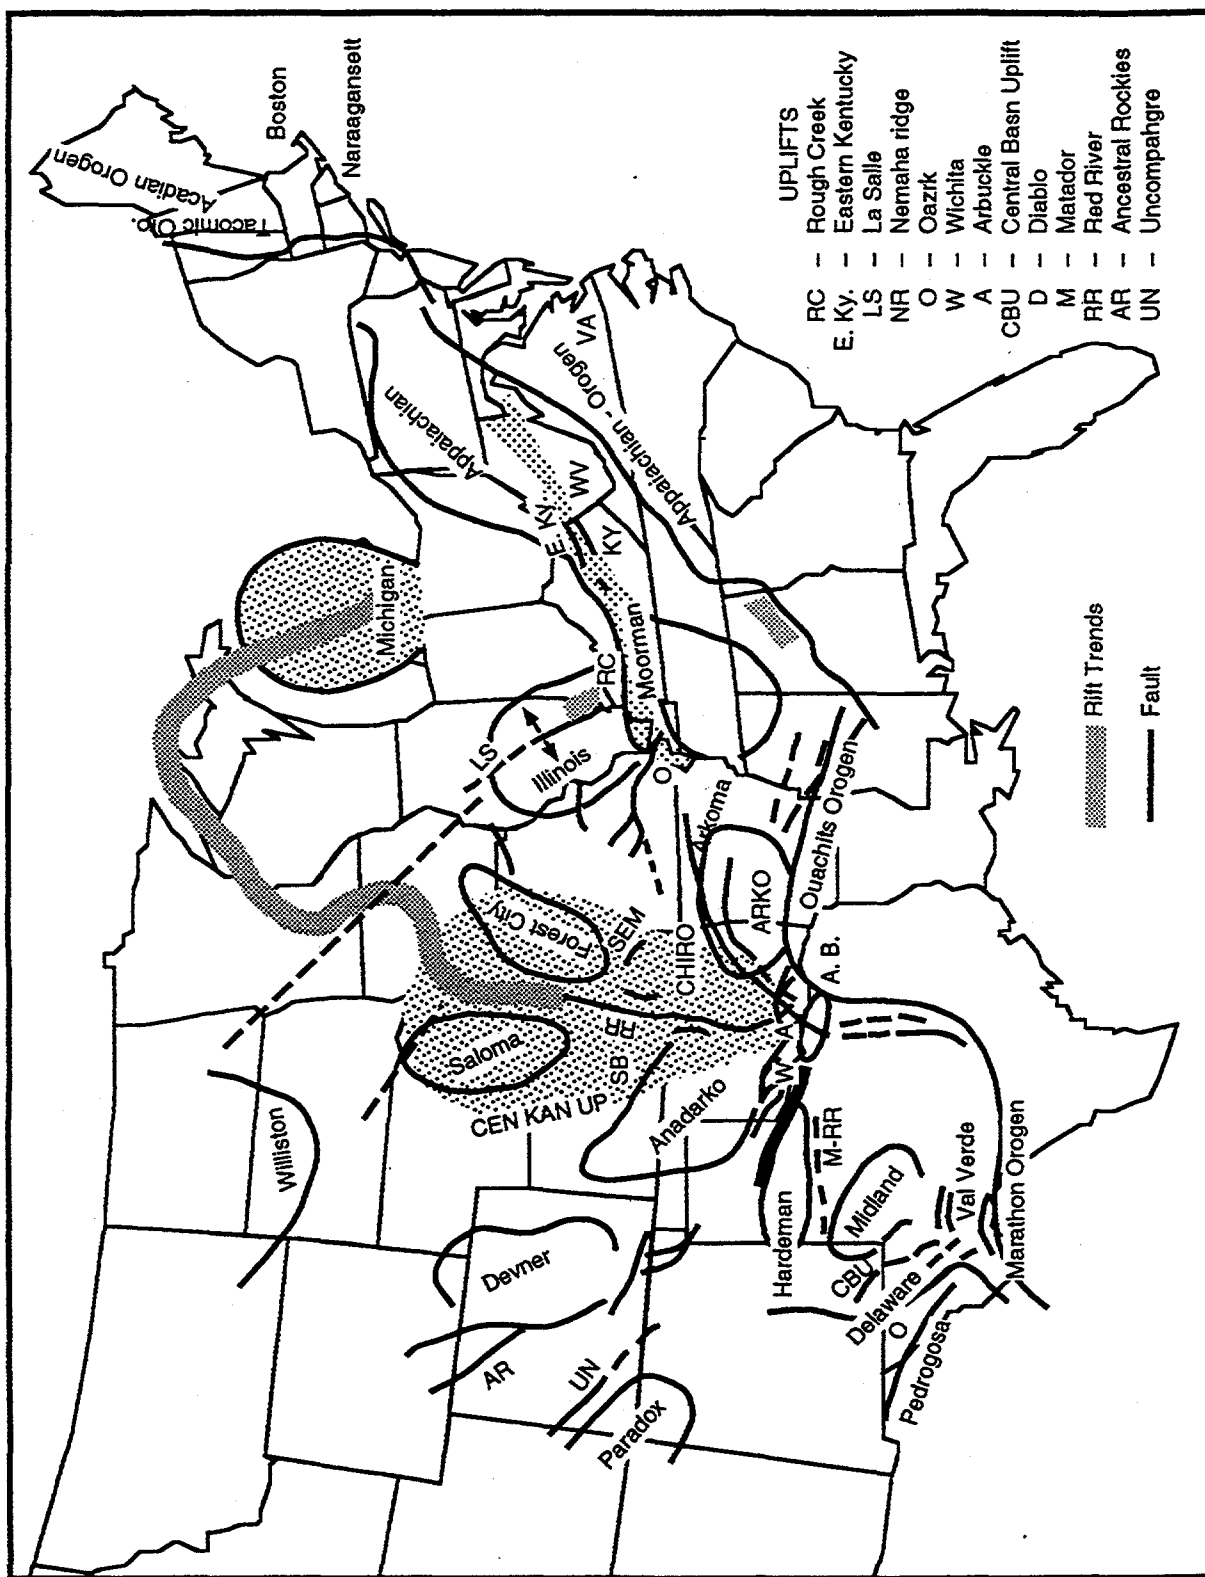 Acadian Orogen
Tacomic Oro.
Boston
Naraagansett
Appaiachian
Appaiachian - Orogen
VA
WV
E. Ky
KY
Michigan
Moorman
RC
LS
Illinois
O
Arkoma
ARKO
Ouachits Orogen
A. B.
Forest City
SEM
CHIRO
RR
SB
Saloma
CEN KAN UP
Anadarko
A
W
Williston
M-RR
Hardeman
Midland
Val Verde
Marathon Orogen
CBU
Delaware
O
Pedrogosa
Devner
AR
UN
Paradox
UPLIFTS
RC – Rough Creek
E. Ky. – Eastern Kentucky
LS – La Salle
NR – Nemaha ridge
O – Oazrk
W – Wichita
A – Arbuckle
CBU – Central Basn Uplift
D – Diablo
M – Matador
RR – Red River
AR – Ancestral Rockies
UN – Uncompahgre
Rift Trends
Fault